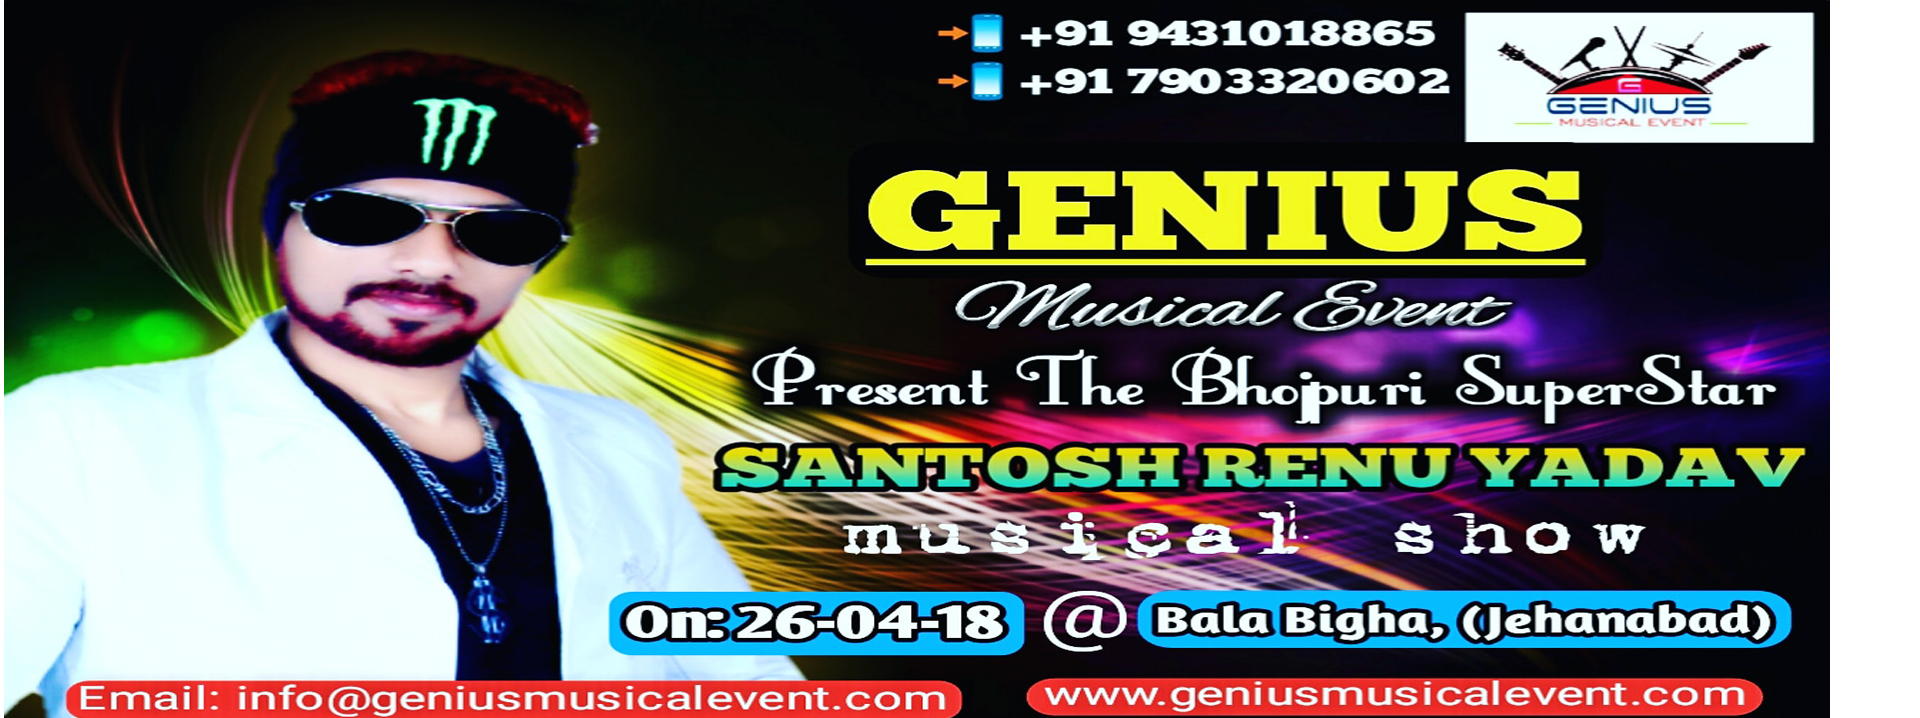 +91 9431018865
+91 7903320602
G
GENIUS
MUSICAL EVENT
GENIUS
Musical Event
Present The Bhojpuri SuperStar
SANTOSH RENU YADAV
musical show
On: 26-04-18 @ Bala Bigha, (Jehanabad)
Email: info@geniusmusicalevent.com
www.geniusmusicalevent.com